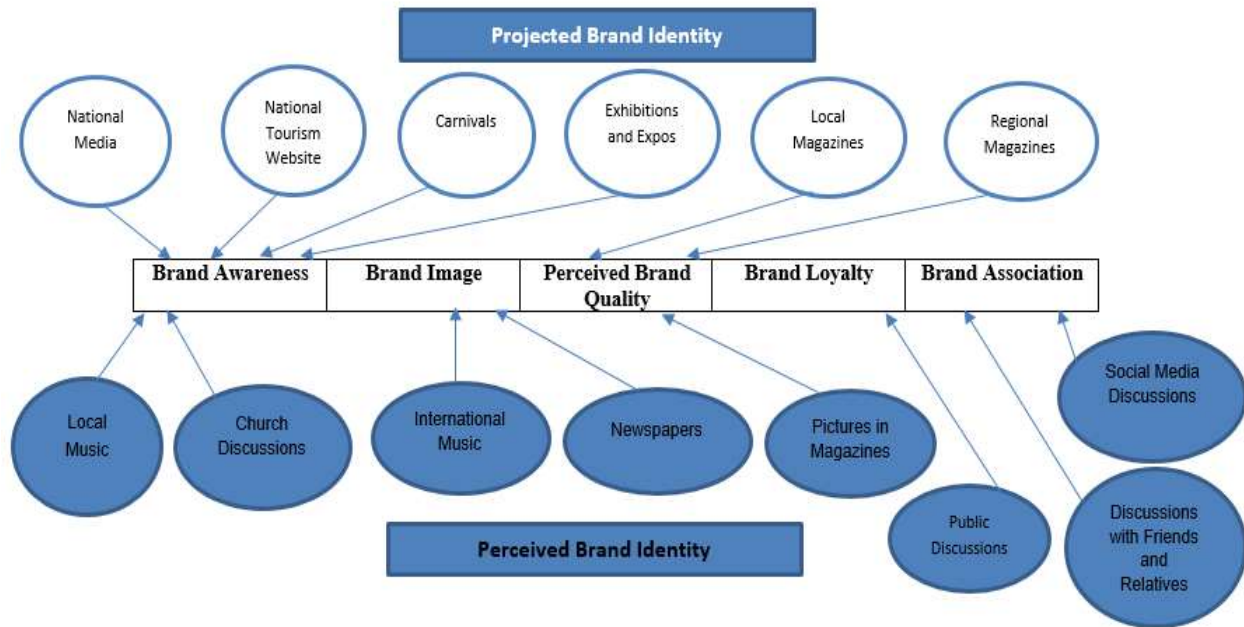 Projected Brand Identity
National
Media
National
Tourism
Website
Carnivals
Exhibitions
and Expos
Local
Magazines
Regional
Magazines
Brand Awareness
Brand Image
Perceived Brand
Quality
Brand Loyalty
Brand Association
Local
Music
Church
Discussions
International
Music
Newspapers
Pictures in
Magazines
Social Media
Discussions
Public
Discussions
Discussions
with Friends
and
Relatives
Perceived Brand Identity